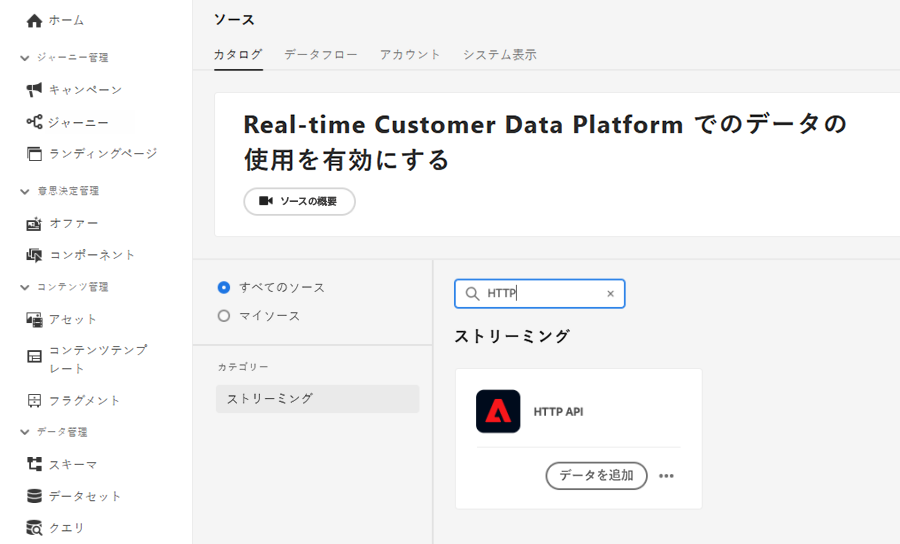 ホーム
ジャーニー管理
キャンペーン
ジャーニー
ランディングページ
意思決定管理
オファー
コンポーネント
コンテンツ管理
アセット
コンテンツテンプ
レート
フラグメント
データ管理
スキーマ
データセット
クエリ
ソース
カタログ データフロー アカウント システム表示
Real-time Customer Data Platform でのデータの
使用を有効にする
ソースの概要
すべてのソース
マイソース
カテゴリー
ストリーミング
HTTP
ストリーミング
HTTP API
データを追加